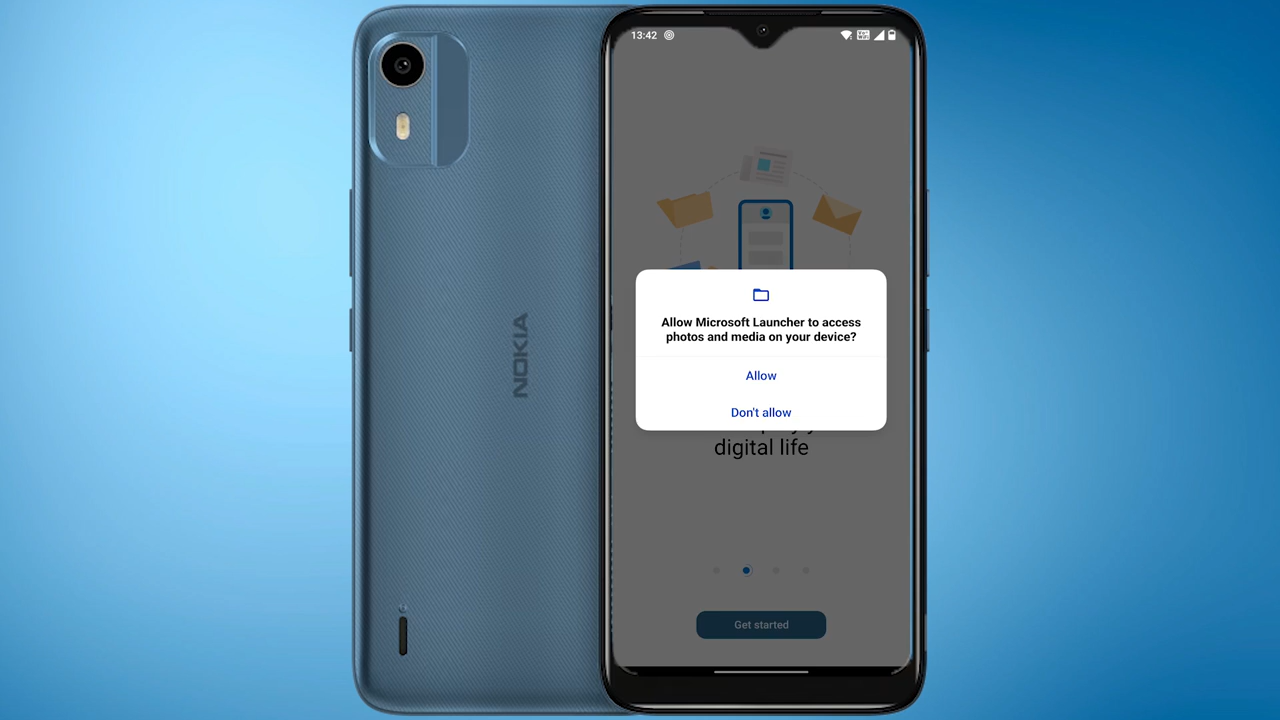 NOKIA
13:42
Allow Microsoft Launcher to access
photos and media on your device?
Allow
Don't allow
digital life
Get started